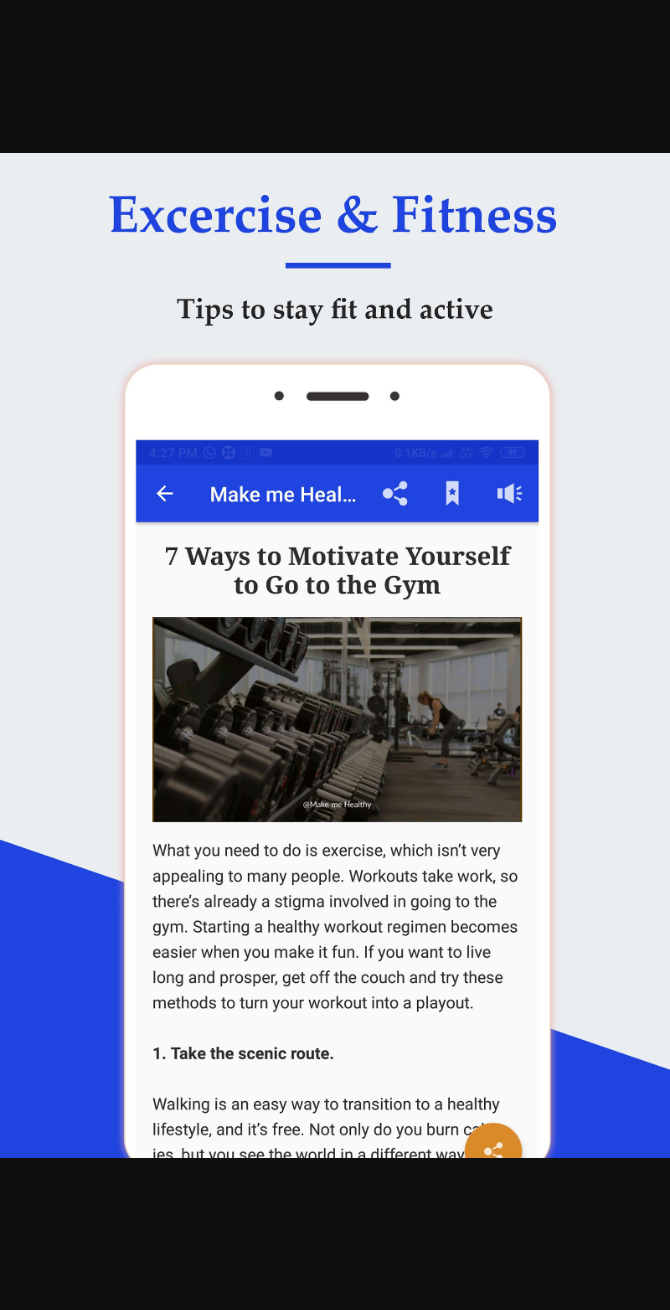 Excercise & Fitness
Tips to stay fit and active
4:27 PM
0.1KB/s
91
Make me Heal...
7 Ways to Motivate Yourself
to Go to the Gym
@Make me Healthy
What you need to do is exercise, which isn't very
appealing to many people. Workouts take work, so
there's already a stigma involved in going to the
gym. Starting a healthy workout regimen becomes
easier when you make it fun. If you want to live
long and prosper, get off the couch and try these
methods to turn your workout into a playout.
1. Take the scenic route.
Walking is an easy way to transition to a healthy
lifestyle, and it's free. Not only do you burn
ies, but you see the world in a different way